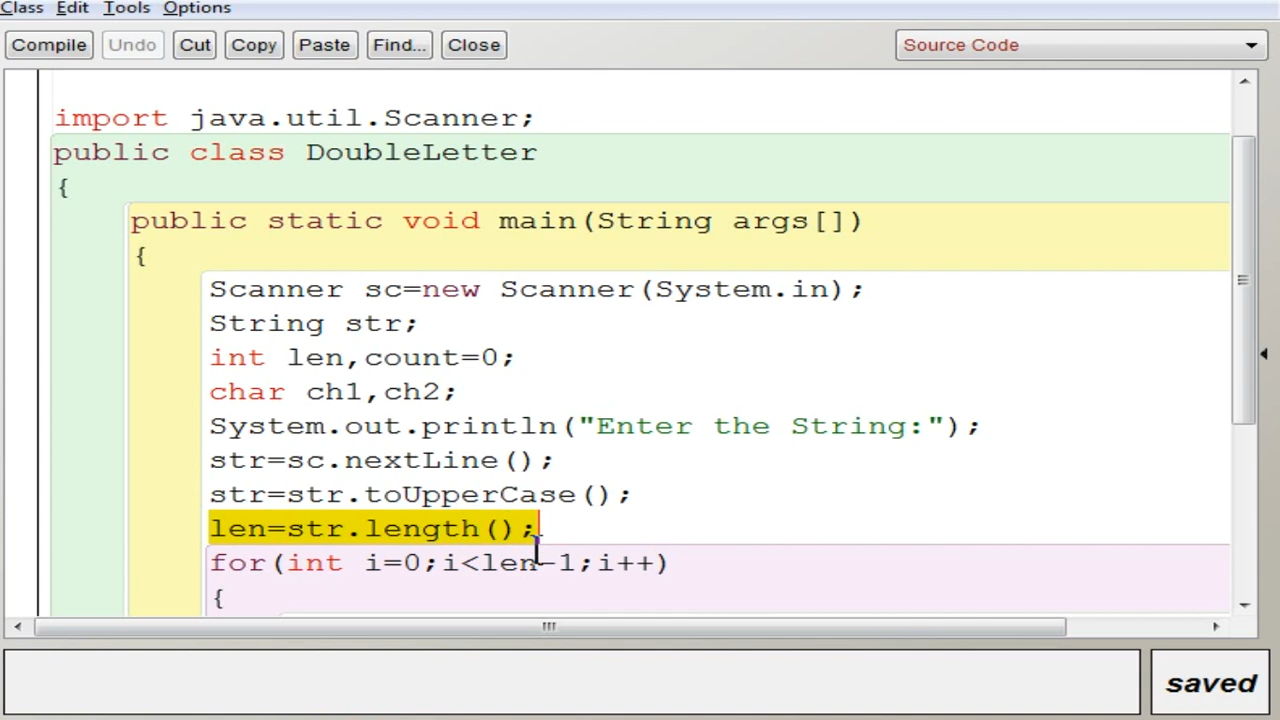 Class Edit Tools Options
Compile Undo Cut Copy Paste Find... Close Source Code
import java.util.Scanner;
public class DoubleLetter
{
public static void main(String args[])
{
Scanner sc=new Scanner(System.in);
String str;
int len,count=0;
char ch1,ch2;
System.out.println("Enter the String:");
str=sc.nextLine();
str=str.toUpperCase();
len=str.length();
for(int i=0;i<len-1;i++)
{
saved